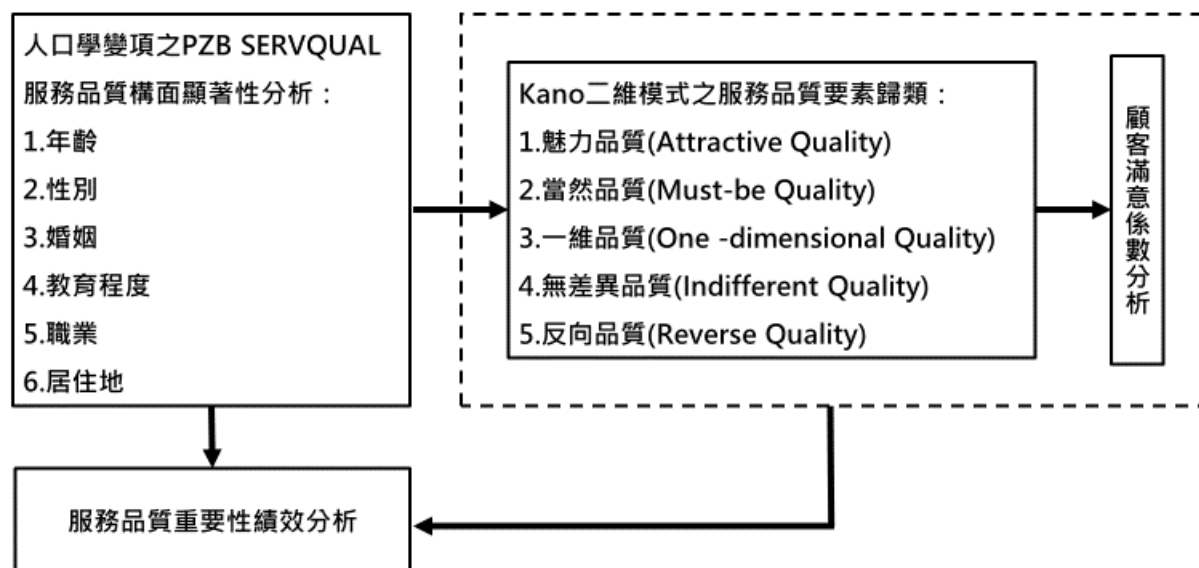 人口學變項之PZB SERVQUAL
服務品質構面顯著性分析：
1.年齡
2.性別
3.婚姻
4.教育程度
5.職業
6.居住地
Kano二維模式之服務品質要素歸類：
1.魅力品質(Attractive Quality)
2.當然品質(Must-be Quality)
3.一維品質(One -dimensional Quality)
4.無差異品質(Indifferent Quality)
5.反向品質(Reverse Quality)
顧客滿意係數分析
服務品質重要性績效分析